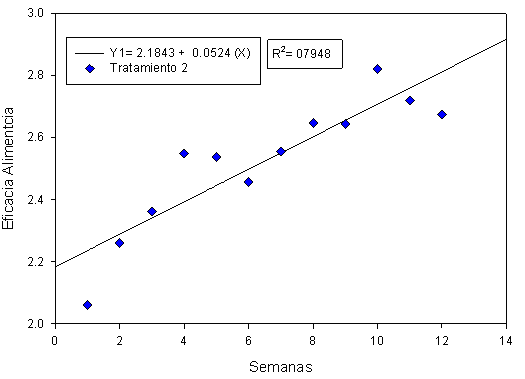 3.0
2.8
2.6
2.4
2.2
2.0
Eficacia Alimentcia
Y1= 2.1843 + 0.0524 (X)
Tratamiento 2
R²= 07948
0 2 4 6 8 10 12 14
Semanas